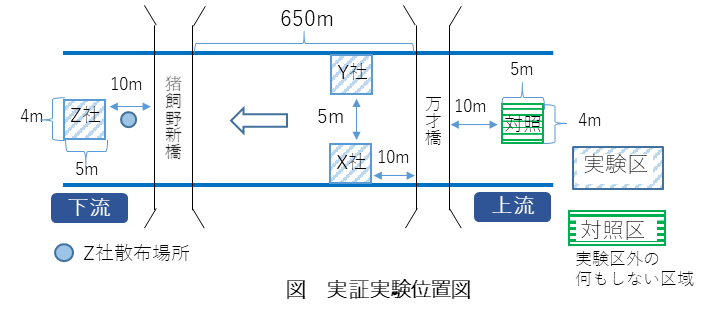 650m
5m
10m
Y社
猪飼野新橋
万才橋
10m
4m
Z社
5m
対照
4m
X社
10m
実験区
5m
下流
上流
対照区
Z社散布場所
実験区外の
何もしない区域
図　実証実験位置図